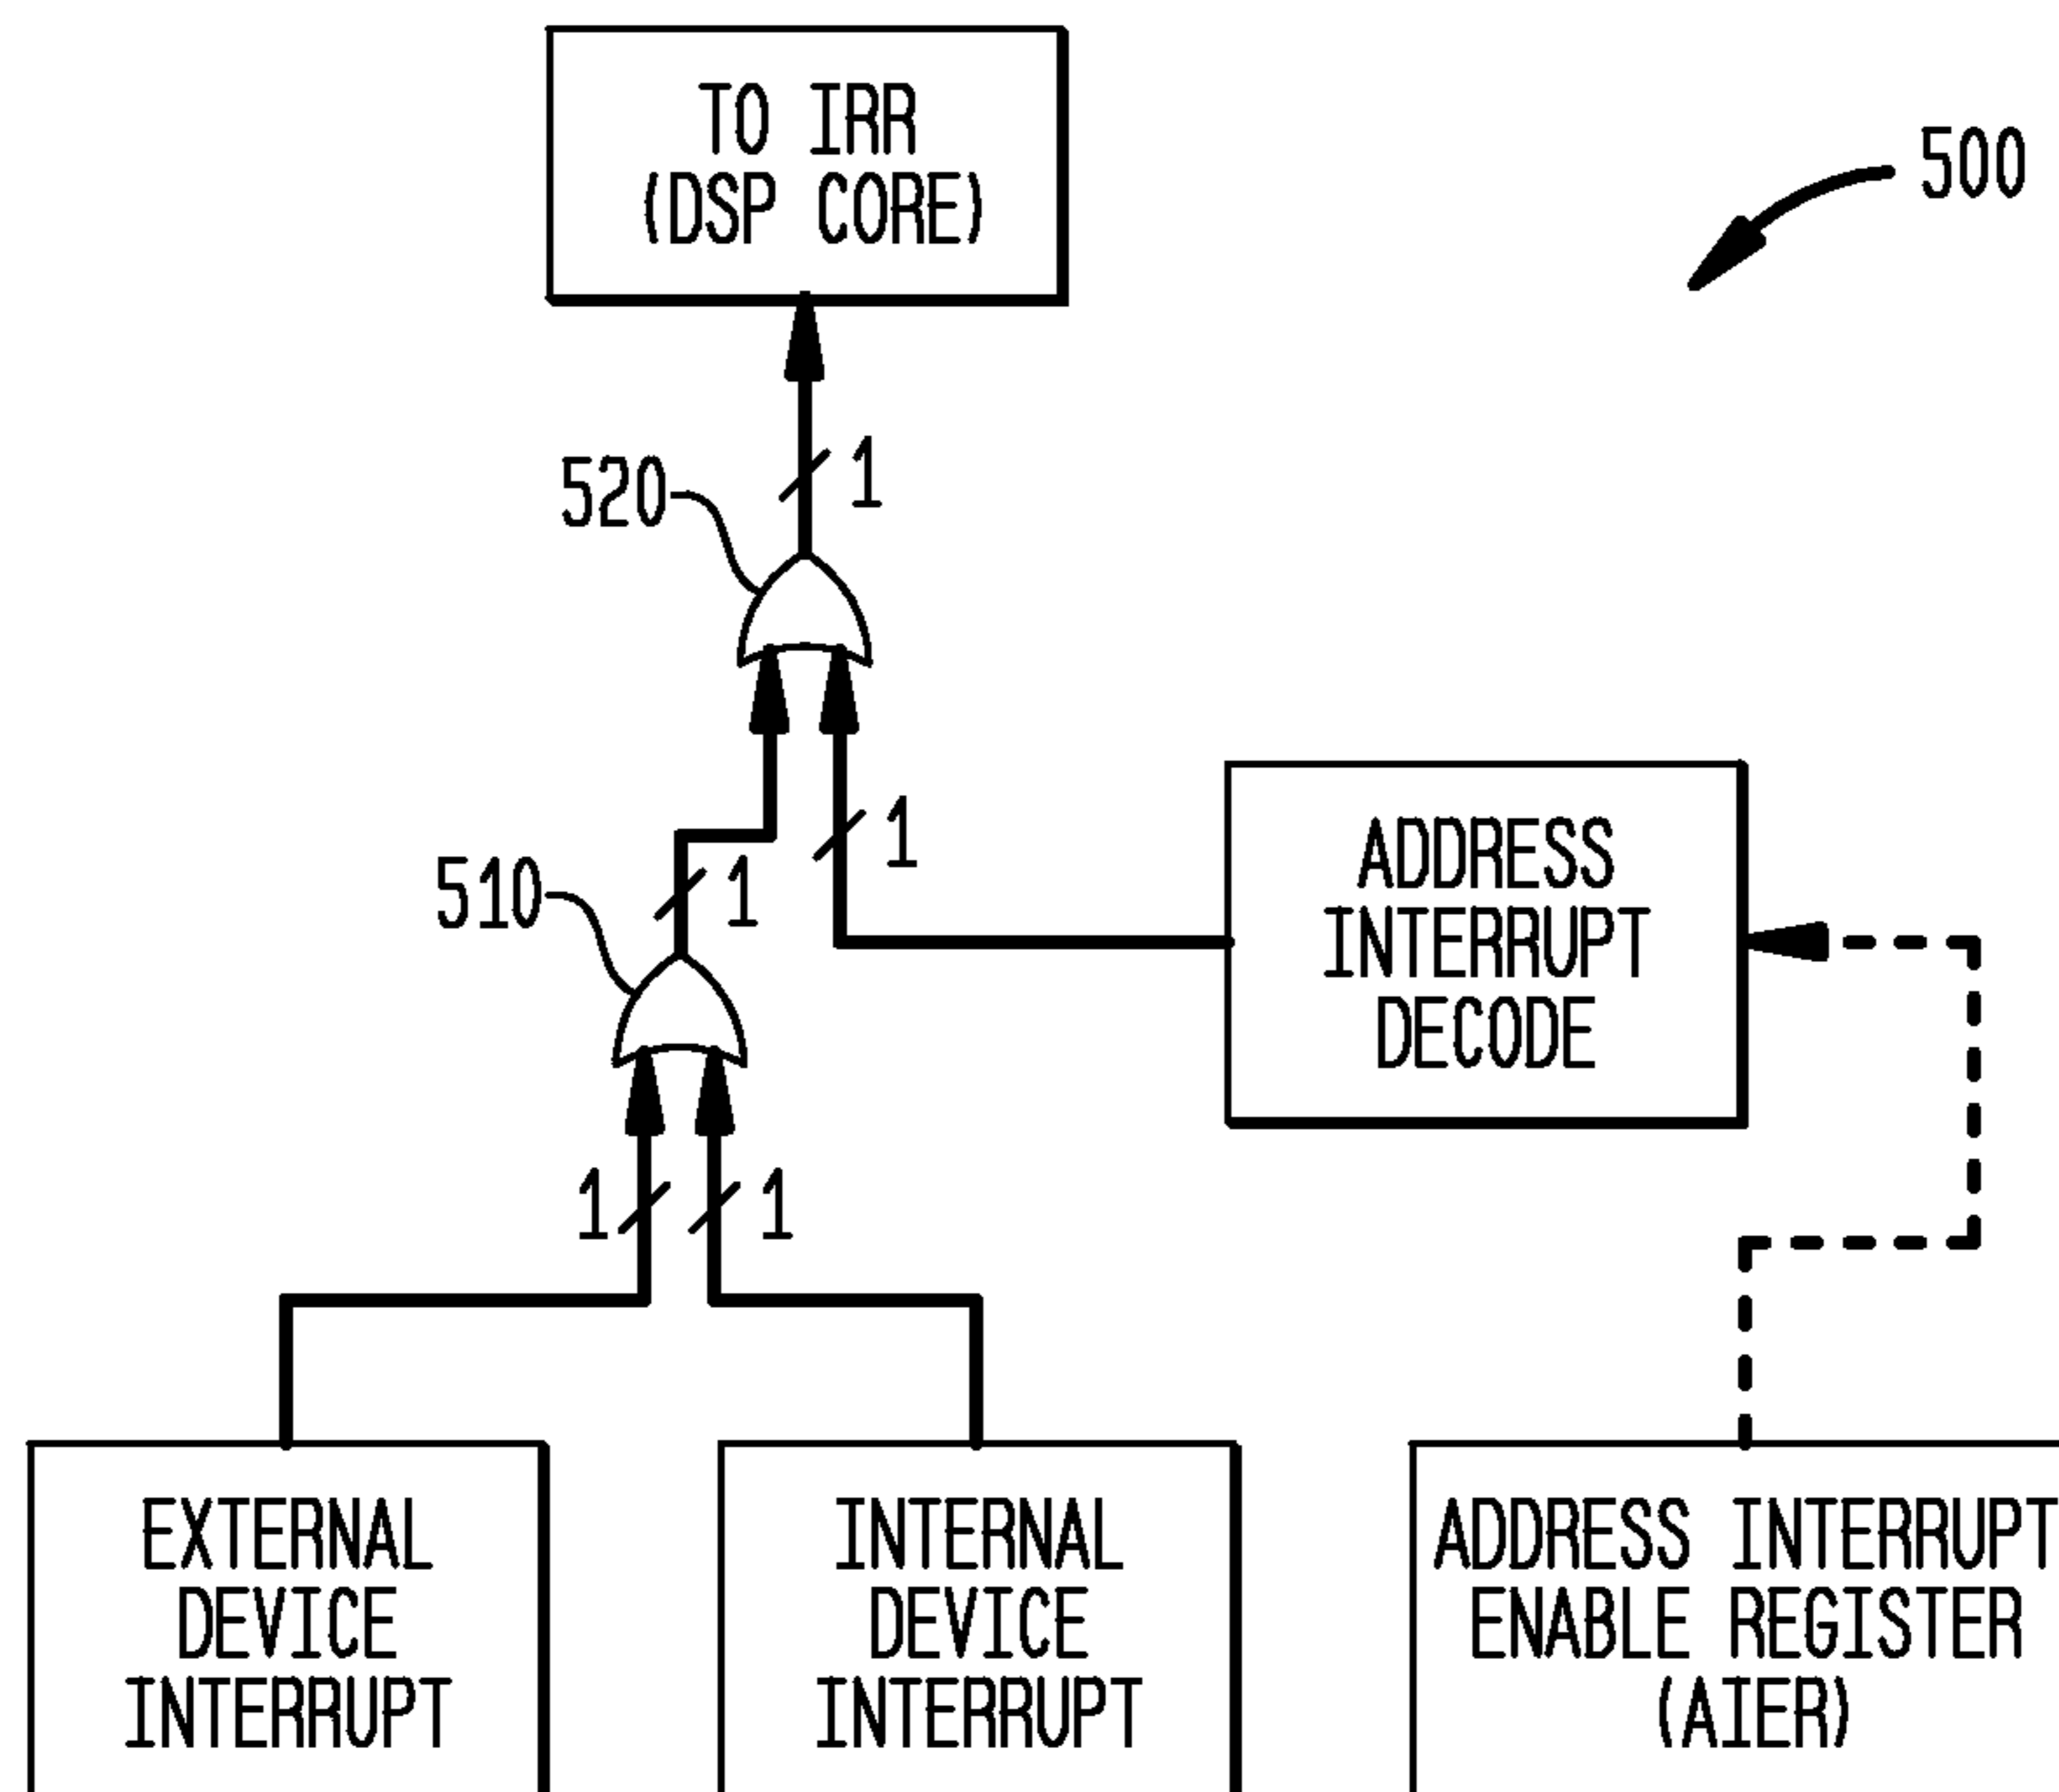 TO IRR
(DSP CORE)
500
520
1
1
ADDRESS
INTERRUPT
DECODE
510
1
1
1
EXTERNAL
DEVICE
INTERRUPT
INTERNAL
DEVICE
INTERRUPT
ADDRESS INTERRUPT
ENABLE REGISTER
(AIER)